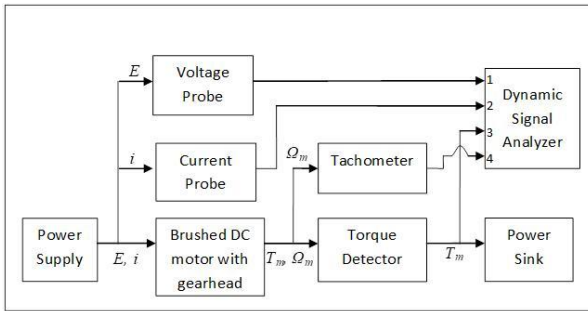 E
Voltage
Probe
1
2
3
4
Dynamic
Signal
Analyzer
i
Current
Probe
Ωm
Tachometer
Power
Supply
E, i
Brushed DC
motor with
gearhead
Tm, Ωm
Torque
Detector
Tm
Power
Sink